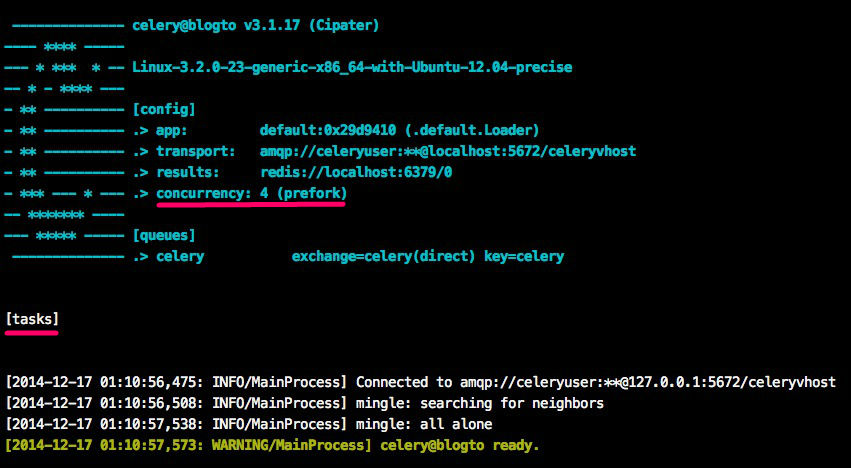 -------------- celery@blogto v3.1.17 (Cipater)
---- **** -----
--- * ***  * -- Linux-3.2.0-23-generic-x86_64-with-Ubuntu-12.04-precise
-- * - **** ---
- ** ---------- [config]
- ** ---------- .> app:         default:0x29d9410 (.default.Loader)
- ** ---------- .> transport:   amqp://celeryuser:**@localhost:5672/celeryvhost
- ** ---------- .> results:     redis://localhost:6379/0
- *** --- * --- .> concurrency: 4 (prefork)
-- ******* ----
--- ***** ----- [queues]
 -------------- .> celery           exchange=celery(direct) key=celery
[tasks]
[2014-12-17 01:10:56,475: INFO/MainProcess] Connected to amqp://celeryuser:**@127.0.0.1:5672/celeryvhost
[2014-12-17 01:10:56,508: INFO/MainProcess] mingle: searching for neighbors
[2014-12-17 01:10:57,538: INFO/MainProcess] mingle: all alone
[2014-12-17 01:10:57,573: WARNING/MainProcess] celery@blogto ready.